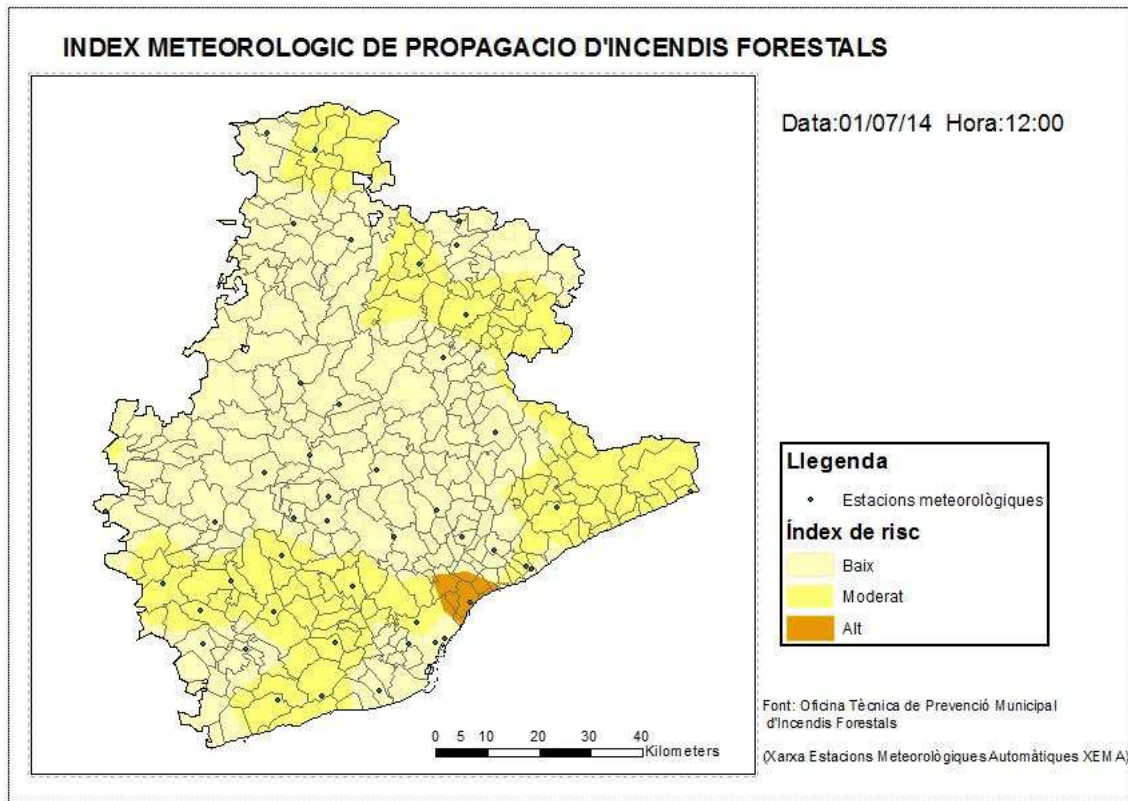 INDEX METEOROLOGIC DE PROPAGACIO D'INCENDIS FORESTALS
Data:01/07/14 Hora:12:00
Llegenda
Estacions meteorològiques
Índex de risc
Baix
Moderat
Alt
0 5 10 20 30 40
Kilometers
Font: Oficina Tècnica de Prevenció Municipal
d'Incendis Forestals
(Xarxa Estacions Meteorològiques Automàtiques XEMA)